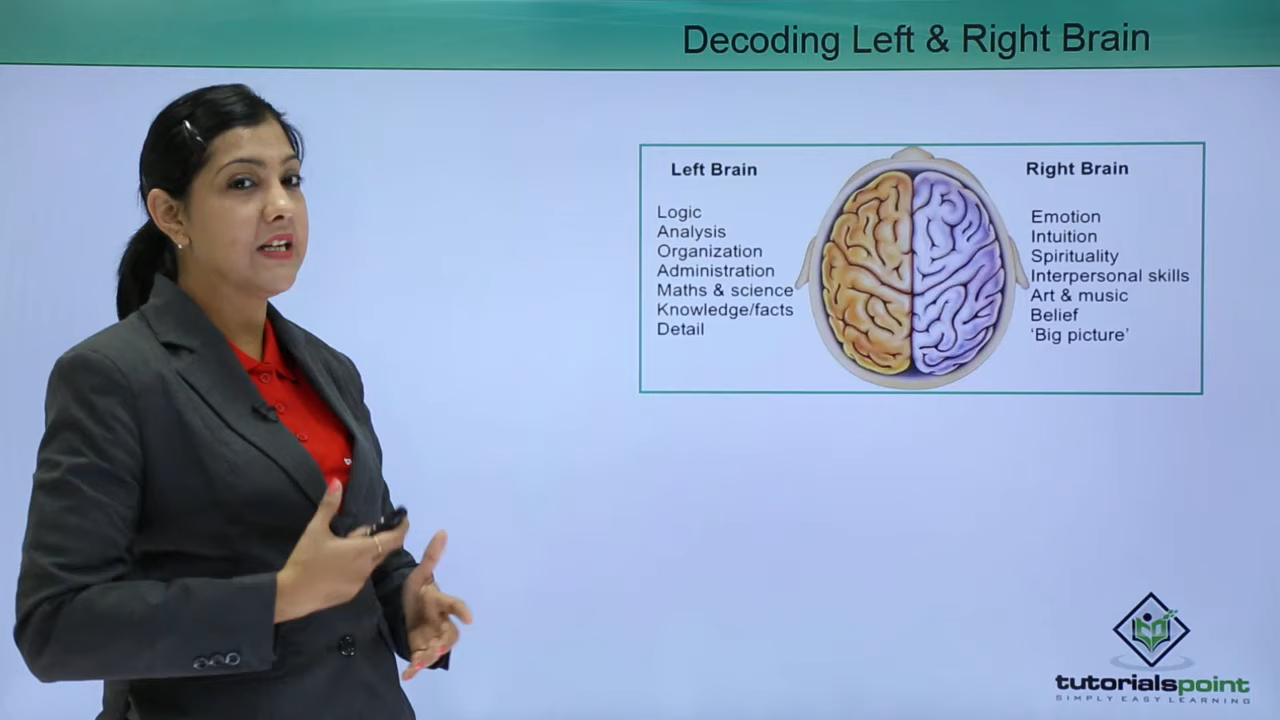 Decoding Left & Right Brain
Left Brain
Logic
Analysis
Organization
Administration
Maths & science
Knowledge/facts
Detail
Right Brain
Emotion
Intuition
Spirituality
Interpersonal skills
Art & music
Belief
‘Big picture’
tutorialspoint
SIMPLY EASY LEARNING